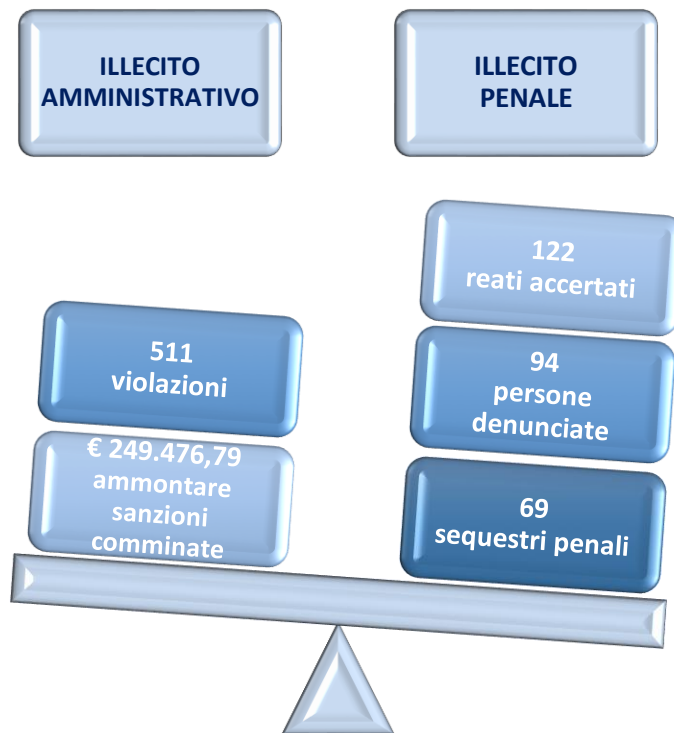 ILLECITO
AMMINISTRATIVO
ILLECITO
PENALE
122
reati accertati
511
violazioni
94
persone
denunciate
€ 249.476,79
ammontare
sanzioni
comminate
69
sequestri penali